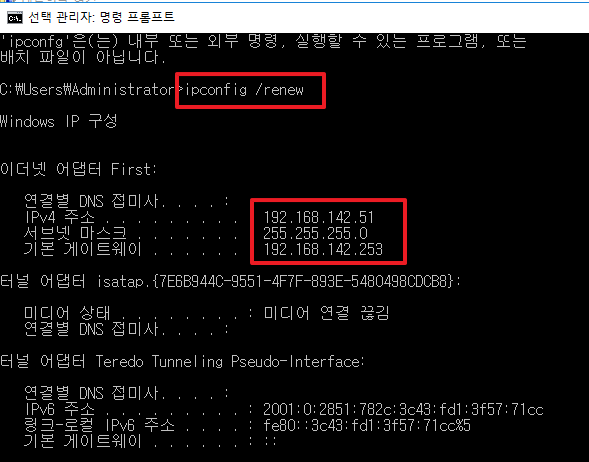 선택 관리자: 명령 프롬프트
'ipconfg'은(는) 내부 또는 외부 명령, 실행할 수 있는 프로그램, 또는
배치 파일이 아닙니다.
C:₩Users₩Administrator>ipconfig /renew
Windows IP 구성
이더넷 어댑터 First:
연결별 DNS 접미사. . . . :
IPv4 주소 . . . . . . . . . 192.168.142.51
서브넷 마스크 . . . . . . . 255.255.255.0
기본 게이트웨이 . . . . . . 192.168.142.253
터널 어댑터 isatap.{7E6B944C-9551-4F7F-893E-5480498CDCB8}:
미디어 상태 . . . . . . . . : 미디어 연결 끊김
연결별 DNS 접미사. . . . :
터널 어댑터 Teredo Tunneling Pseudo-Interface:
연결별 DNS 접미사. . . . :
IPv6 주소 . . . . . . . . . : 2001:0:2851:782c:3c43:fd1:3f57:71cc
링크-로컬 IPv6 주소 . . . . : fe80::3c43:fd1:3f57:71cc%5
기본 게이트웨이 . . . . . . : ::